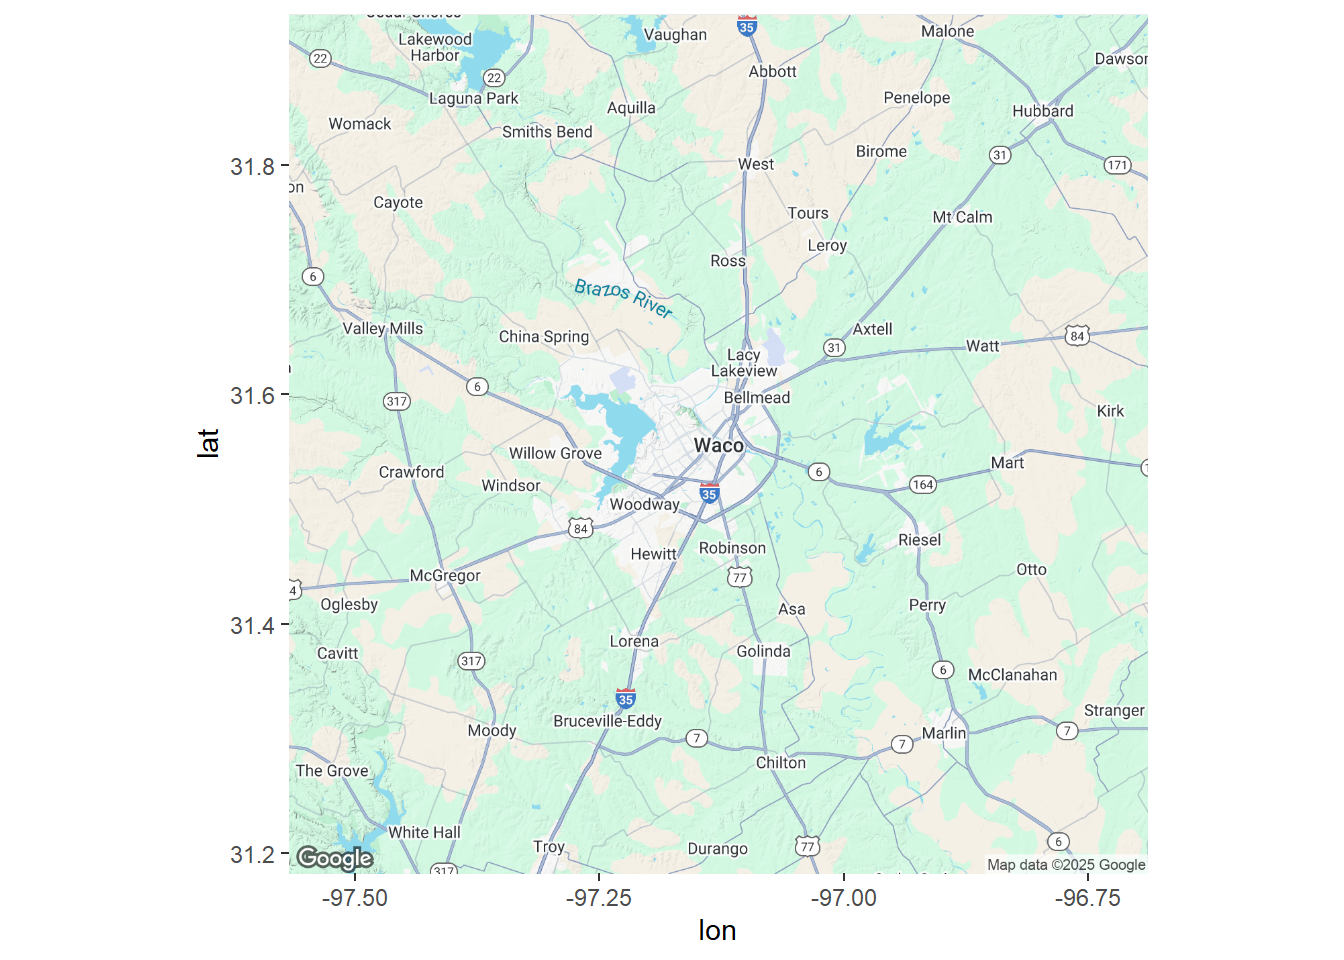 Lakewood
Harbor
Vaughan
35
Malone
22
Abbott
Dawson
22
Laguna Park
Aquilla
Penelope
Hubbard
Womack
Smiths Bend
31.8
West
Birome
31
171
on
Cayote
Tours
Mt Calm
Leroy
Ross
6
Brazos River
Valley Mills
China Spring
Axtell
84
31
Watt
Lacy
Lakeview
6
Bellmead
31.6
317
Kirk
lat
Waco
Willow Grove
Crawford
6
Mart
Windsor
164
35
Woodway
84
Hewitt
Robinson
Riesel
McGregor
77
Otto
4
Oglesby
Asa
Perry
31.4
Lorena
Golinda
Cavitt
317
6
McClanahan
35
Bruceville-Eddy
Stranger
Moody
7
7
Marlin
7
The Grove
Chilton
White Hall
Troy
Durango
77
6
31.2
Google
317
Map data ©2025 Google
-97.50
-97.25
-97.00
-96.75
lon